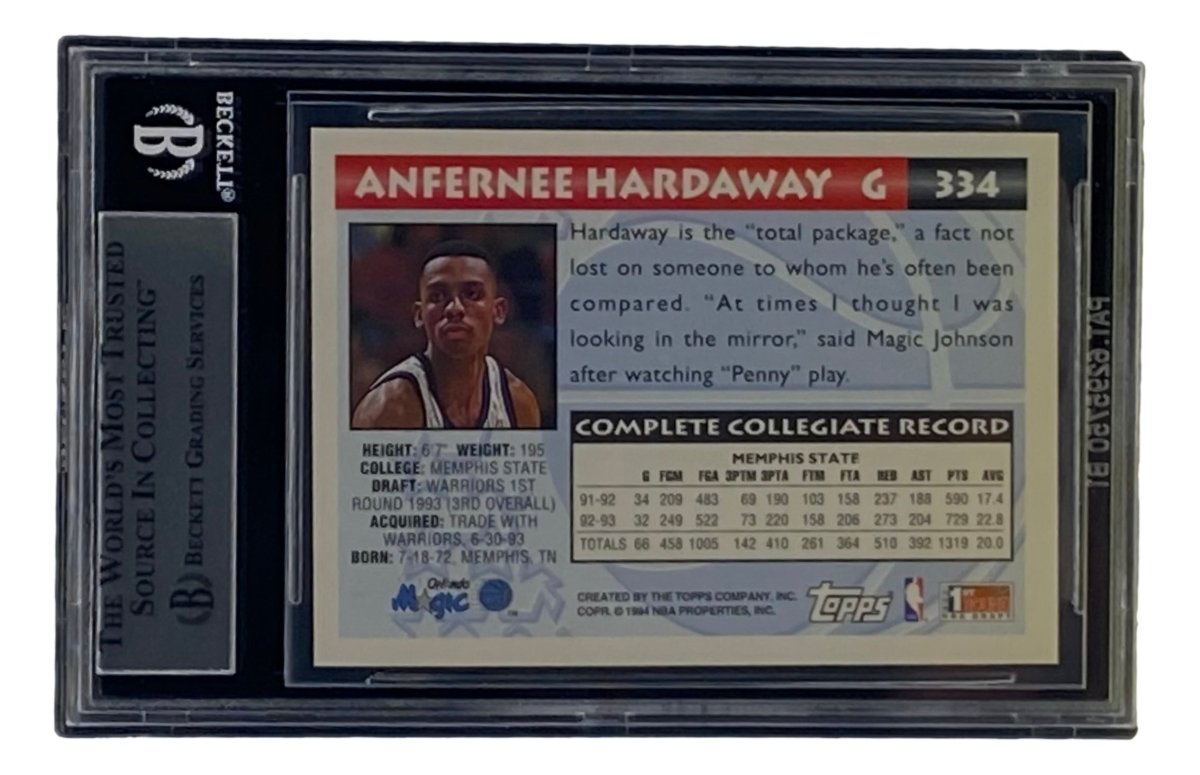 BECKETT®
B
THE WORLD'S MOST TRUSTED
SOURCE IN COLLECTING™
B BECKETT GRADING SERVICES
ANFERNEE HARDAWAY G 334
Hardaway is the “total package,” a fact not
lost on someone to whom he's often been
compared. “At times I thought I was
looking in the mirror,” said Magic Johnson
after watching “Penny” play.
HEIGHT: 6'7" WEIGHT: 195
COLLEGE: MEMPHIS STATE
DRAFT: WARRIORS 1ST
ROUND 1993 (3RD OVERALL)
ACQUIRED: TRADE WITH
WARRIORS, 6-30-93
BORN: 7-18-72, MEMPHIS, TN
Orlando
Magic
COMPLETE COLLEGIATE RECORD
MEMPHIS STATE
G FGM FGA 3PTM 3PTA FTM FTA REB AST PTS AVG
91-92 34 209 483 69 190 103 158 237 188 590 17.4
92-93 32 249 522 73 220 158 206 273 204 729 22.8
TOTALS 66 458 1005 142 410 261 364 510 392 1319 20.0
CREATED BY THE TOPPS COMPANY, INC.
COPR. © 1994 NBA PROPERTIES, INC.
Topps
NBA DRAFT